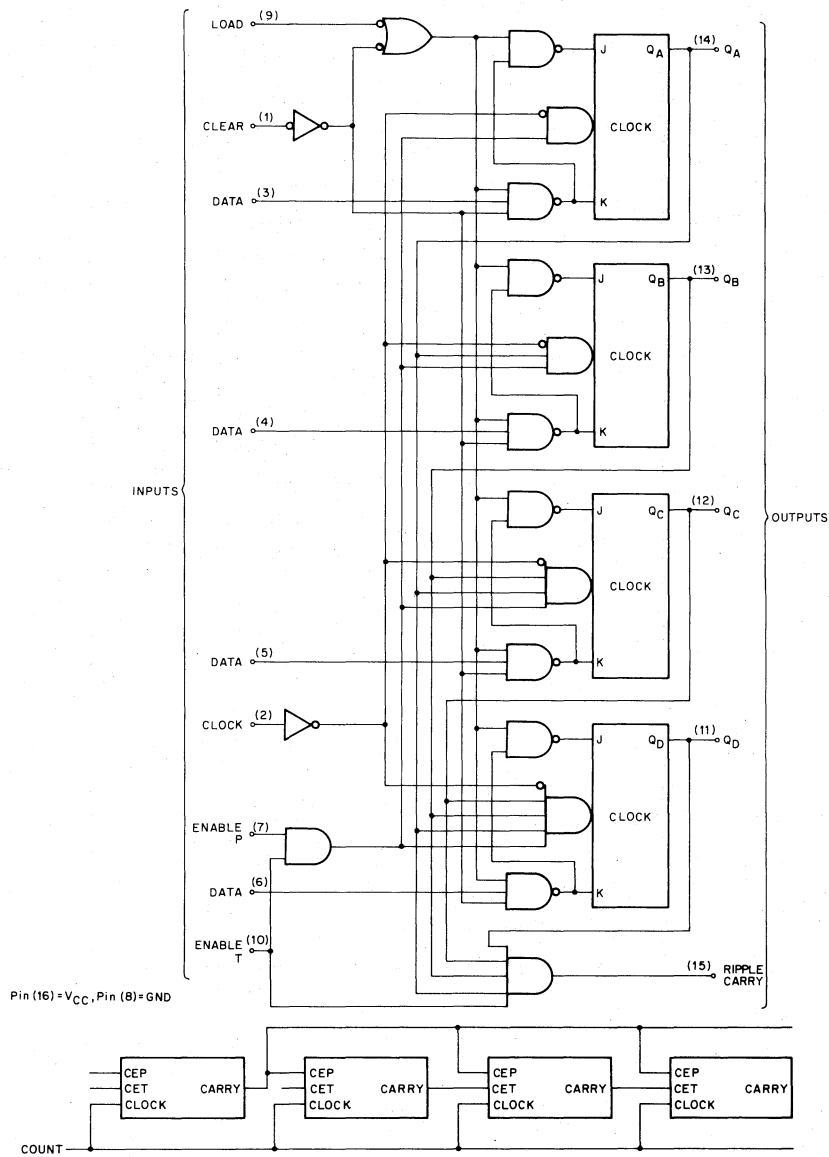 LOAD (9)
CLEAR (1)
DATA (3)
J QA (14) QA
CLOCK
K
J QB (13) QB
CLOCK
DATA (4)
K
INPUTS
OUTPUTS
J QC (12) QC
CLOCK
DATA (5)
K
CLOCK (2)
J QD (11) QD
CLOCK
ENABLE P (7)
DATA (6)
K
ENABLE T (10)
(15) RIPPLE CARRY
Pin (16) = VCC, Pin (8) = GND
CEP CEP CEP CEP
CET CARRY CET CARRY CET CARRY CET CARRY
CLOCK CLOCK CLOCK CLOCK
COUNT